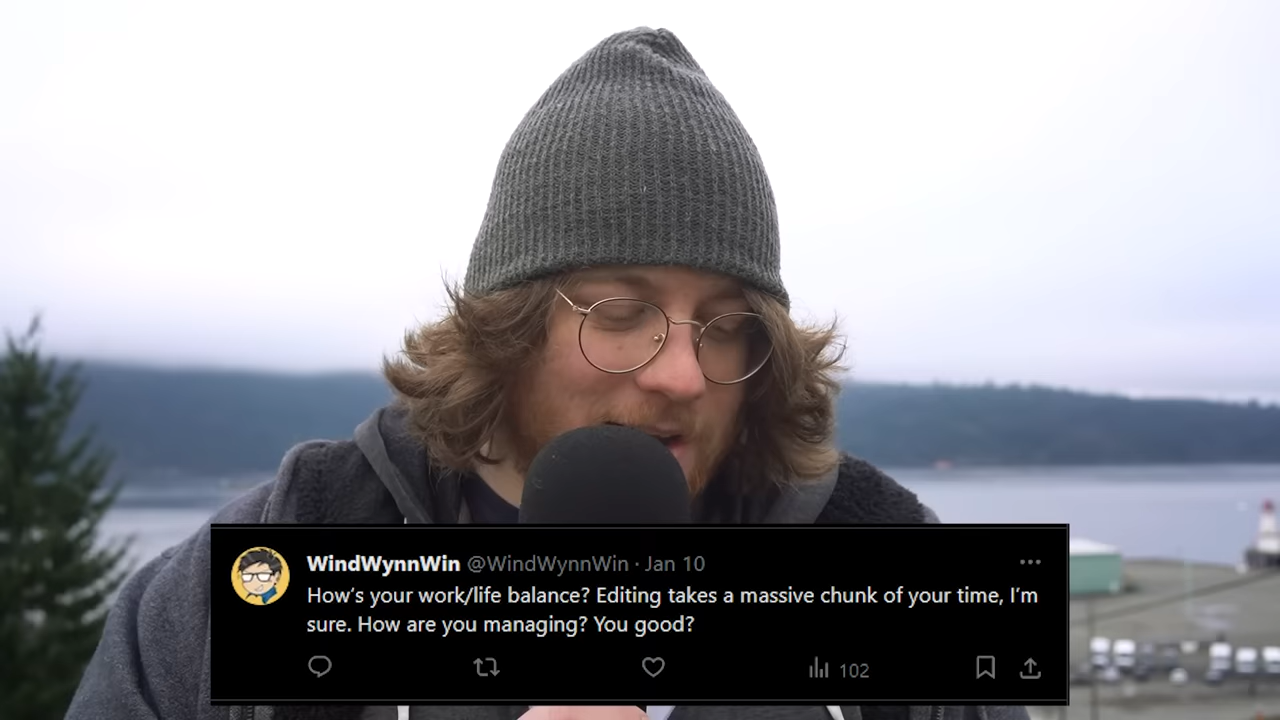 WindWynnWin @WindWynnWin · Jan 10
How’s your work/life balance? Editing takes a massive chunk of your time, I’m
sure. How are you managing? You good?
102